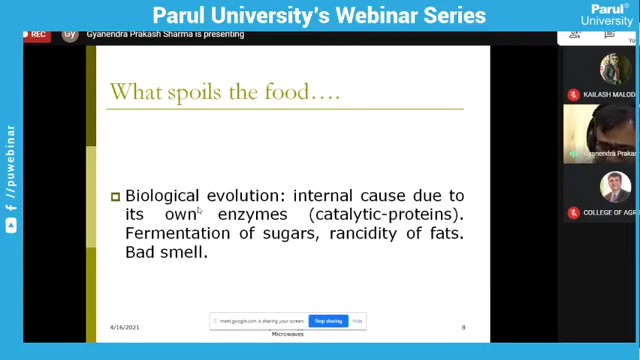 Parul University's Webinar Series
Parul®
University
REC
Gy
Gyanendra Prakash Sharma is presenting
Yo
What spoils the food….
KAILASH MALOD
Gyanendra Prakas
COLLEGE OF AGR
Biological evolution: internal cause due to
its own enzymes (catalytic-proteins).
Fermentation of sugars, rancidity of fats.
Bad smell.
/puwebinar
4/16/2021
meet.google.com is sharing your screen.
Stop sharing
Hide
Microwaves
8